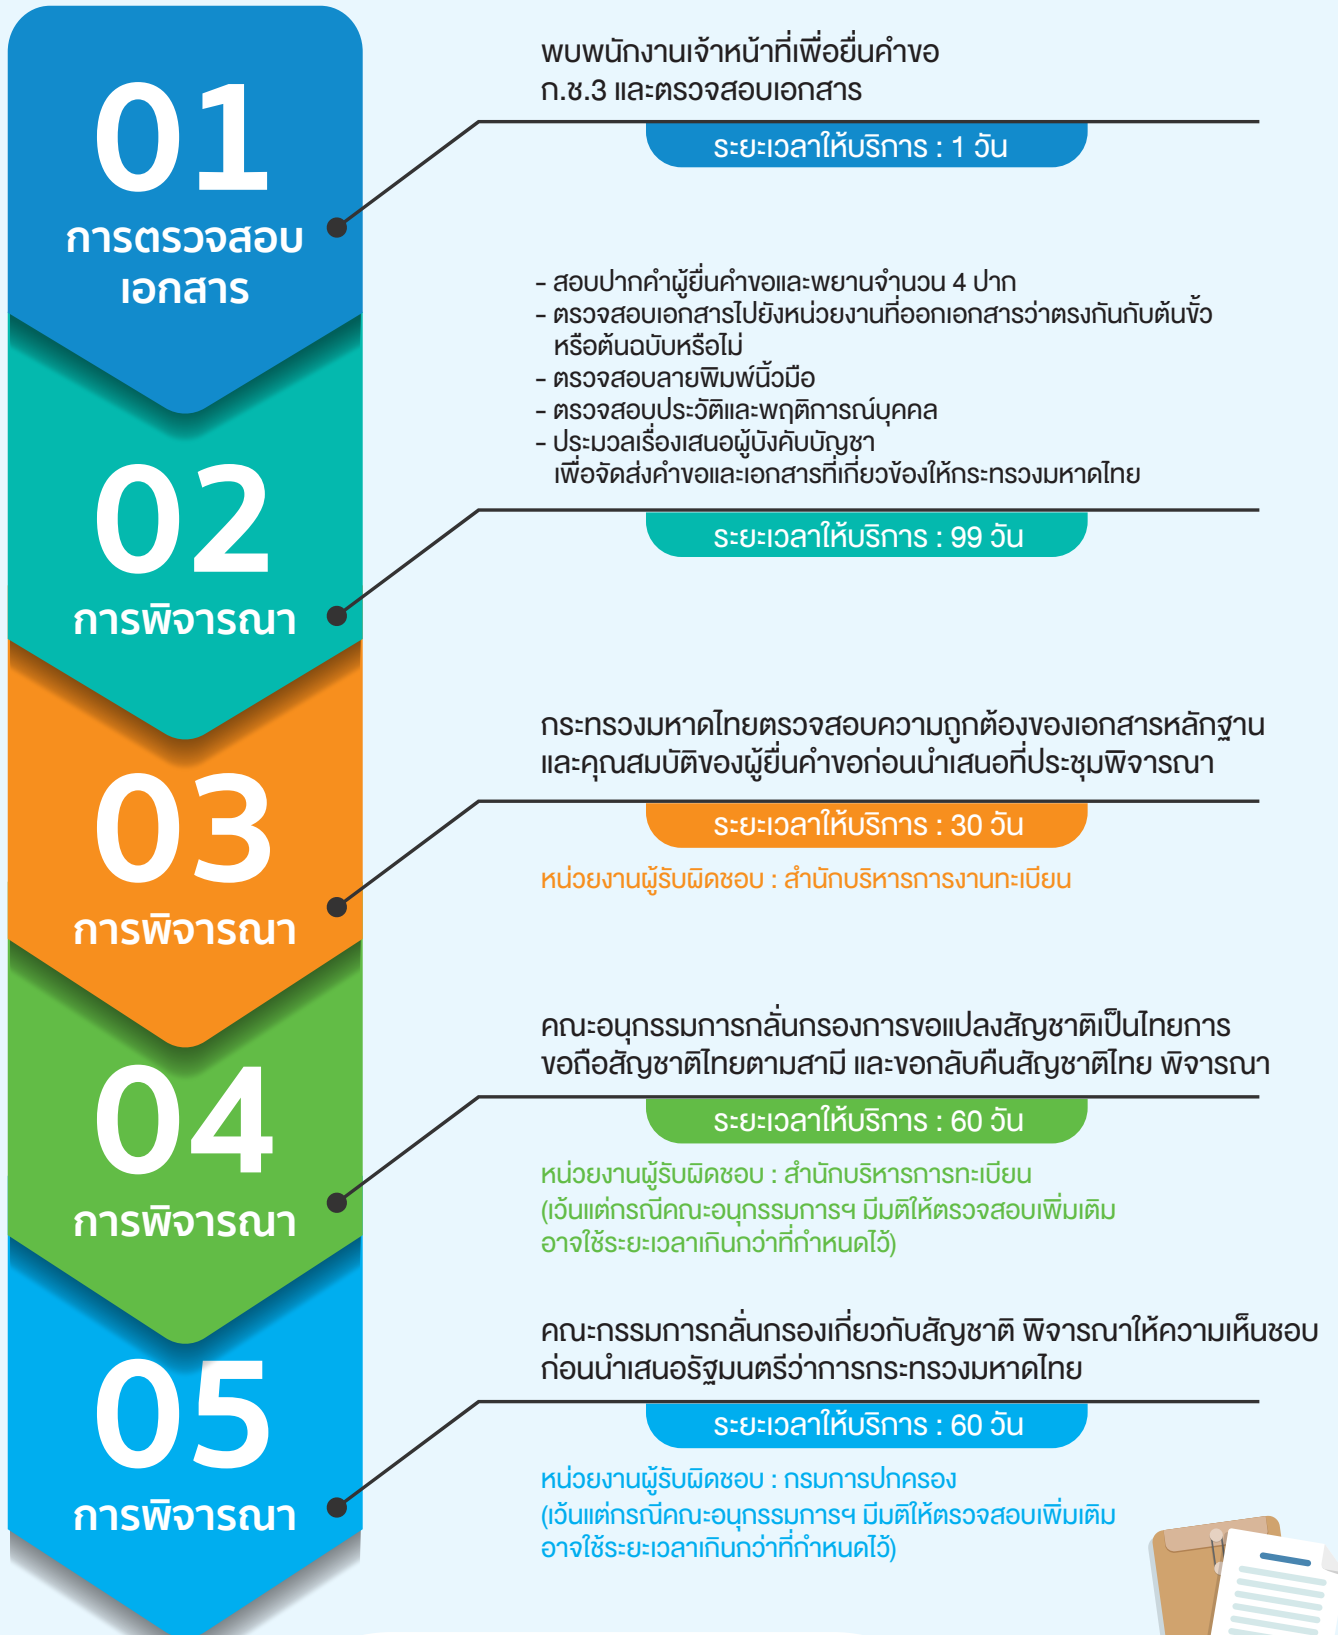 01
การตรวจสอบ
เอกสาร
พบพนักงานเจ้าหน้าที่เพื่อยื่นคำขอ
ก.ช.3 และตรวจสอบเอกสาร
ระยะเวลาให้บริการ : 1 วัน
02
การพิจารณา
- สอบปากคำผู้ยื่นคำขอและพยานจำนวน 4 ปาก
- ตรวจสอบเอกสารไปยังหน่วยงานที่ออกเอกสารว่าตรงกันกับต้นขั้ว
หรือต้นฉบับหรือไม่
- ตรวจสอบลายพิมพ์นิ้วมือ
- ตรวจสอบประวัติและพฤติการณ์บุคคล
- ประมวลเรื่องเสนอผู้บังคับบัญชา
เพื่อจัดส่งคำขอและเอกสารที่เกี่ยวข้องให้กระทรวงมหาดไทย
ระยะเวลาให้บริการ : 99 วัน
03
การพิจารณา
กระทรวงมหาดไทยตรวจสอบความถูกต้องของเอกสารหลักฐาน
และคุณสมบัติของผู้ยื่นคำขอก่อนนำเสนอที่ประชุมพิจารณา
ระยะเวลาให้บริการ : 30 วัน
หน่วยงานผู้รับผิดชอบ : สำนักบริหารการงานทะเบียน
04
การพิจารณา
คณะอนุกรรมการกลั่นกรองการขอแปลงสัญชาติเป็นไทยการ
ขอถือสัญชาติไทยตามสามี และขอกลับคืนสัญชาติไทย พิจารณา
ระยะเวลาให้บริการ : 60 วัน
หน่วยงานผู้รับผิดชอบ : สำนักบริหารการทะเบียน
(เว้นแต่กรณีคณะอนุกรรมการฯ มีมติให้ตรวจสอบเพิ่มเติม
อาจใช้ระยะเวลาเกินกว่าที่กำหนดไว้)
05
การพิจารณา
คณะกรรมการกลั่นกรองเกี่ยวกับสัญชาติ พิจารณาให้ความเห็นชอบ
ก่อนนำเสนอรัฐมนตรีว่าการกระทรวงมหาดไทย
ระยะเวลาให้บริการ : 60 วัน
หน่วยงานผู้รับผิดชอบ : กรมการปกครอง
(เว้นแต่กรณีคณะอนุกรรมการฯ มีมติให้ตรวจสอบเพิ่มเติม
อาจใช้ระยะเวลาเกินกว่าที่กำหนดไว้)